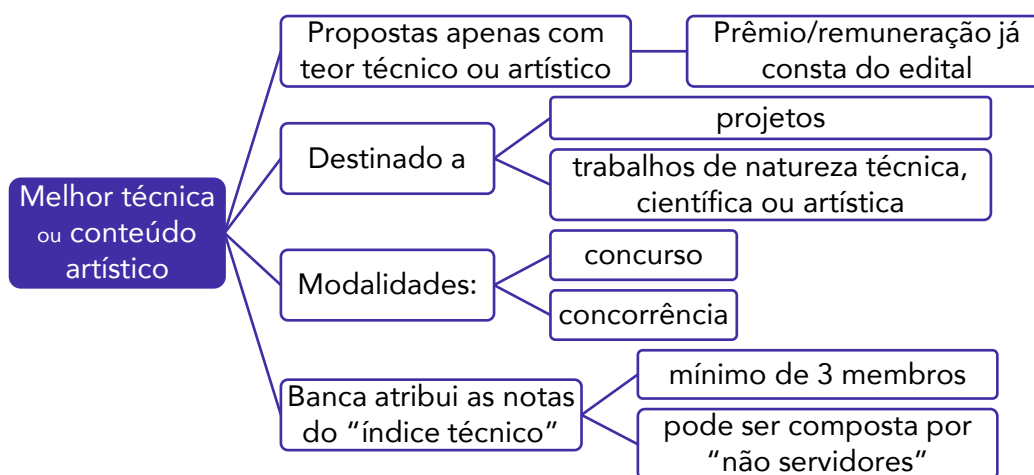 Melhor técnica
ou conteúdo
artístico
Propostas apenas com
teor técnico ou artístico
Prêmio/remuneração já
consta do edital
Destinado a
projetos
trabalhos de natureza técnica,
científica ou artística
Modalidades:
concurso
concorrência
Banca atribui as notas
do “índice técnico”
mínimo de 3 membros
pode ser composta por
“não servidores”